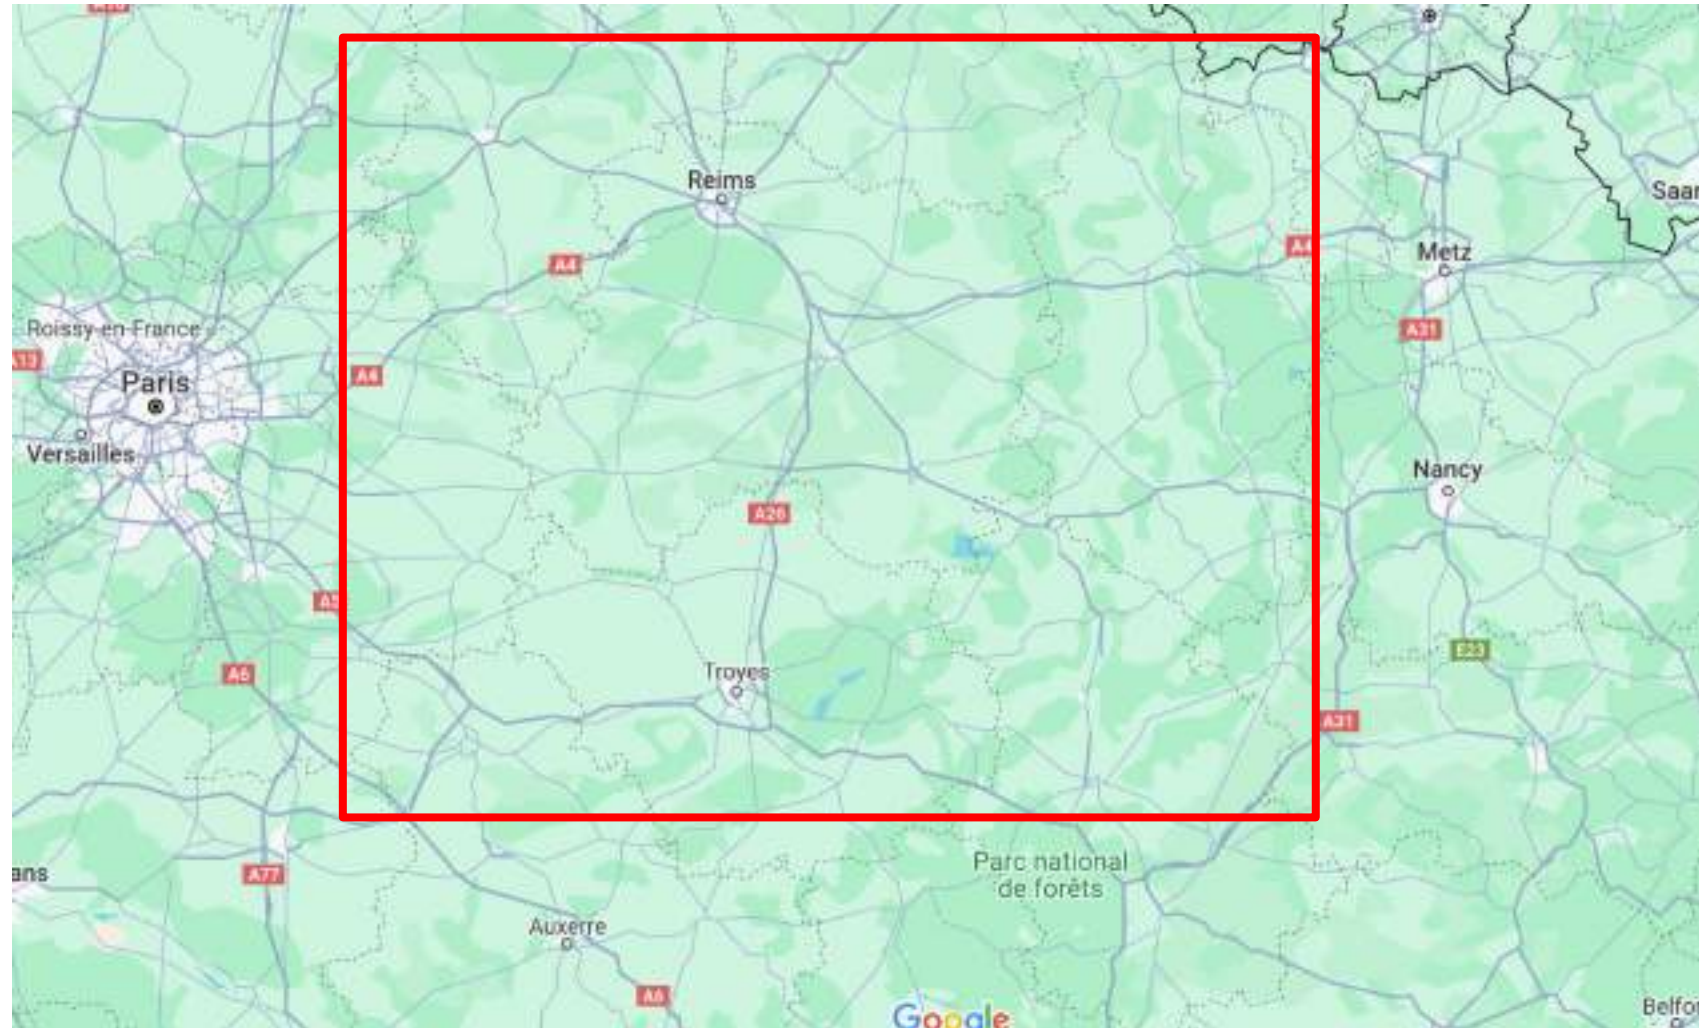 Reims
Saar
A4
A4
Metz
Roissy-en-France
A31
A13
Paris
A4
Versailles
Nancy
A26
A5
E23
Troyes
A6
A31
Parc national
de forêts
ans
A77
Auxerre
A6
Google
Belfor